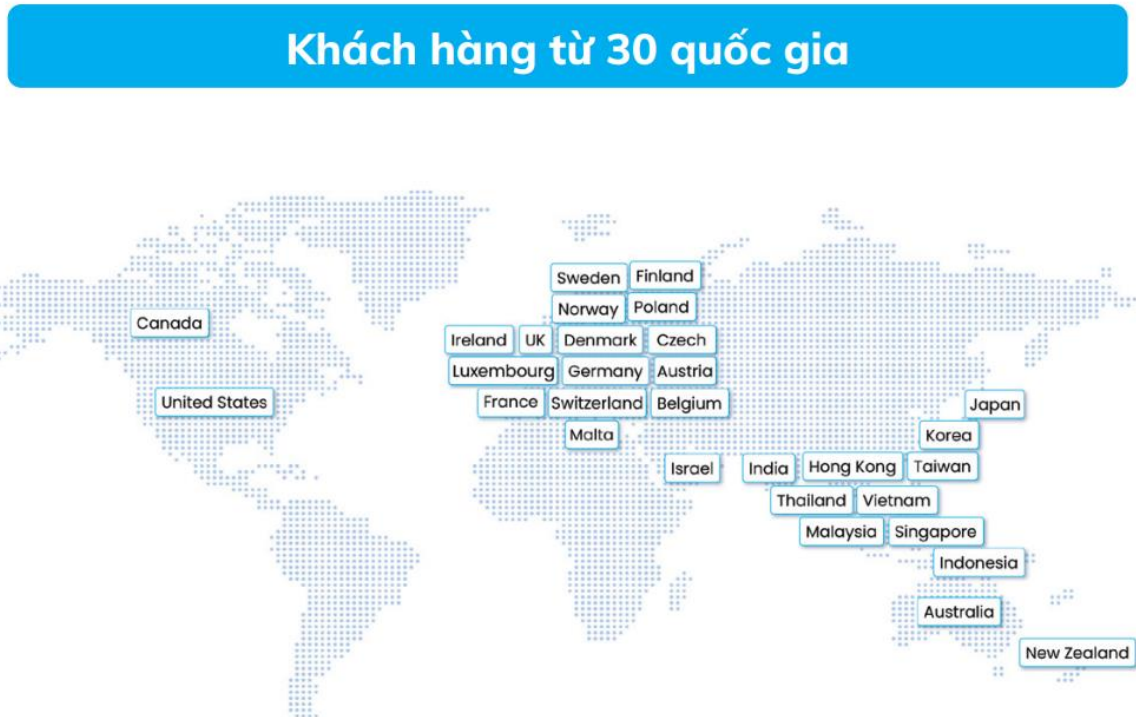 Khách hàng từ 30 quốc gia
Sweden Finland
Norway Poland
Canada
Ireland UK Denmark Czech
Luxembourg Germany Austria
United States France Switzerland Belgium Japan
Malta Korea
Israel India Hong Kong Taiwan
Thailand Vietnam
Malaysia Singapore
Indonesia
Australia
New Zealand